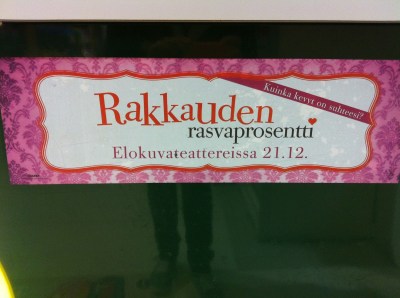 Kuinka kevyt on suhteesi?
Rakkauden
rasvaprosentti
Elokuvateattereissa 21.12.